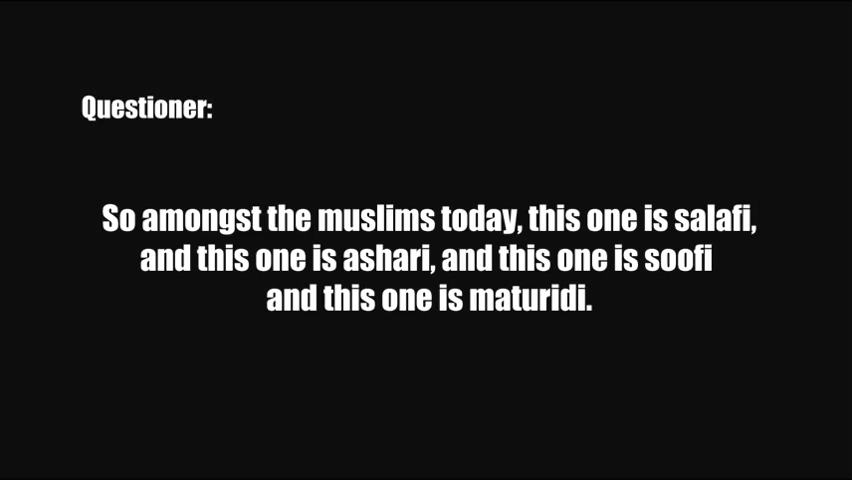 Questioner:
So amongst the muslims today, this one is salafi,
and this one is ashari, and this one is soofi
and this one is maturidi.